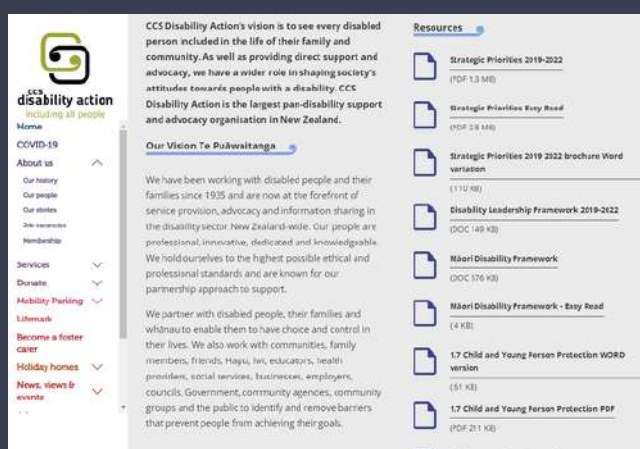 CCS
disability action
including all people
Home
COVID-19
About us
Our history
Our people
Our stories
Job vacancies
Membership
Services
Donate
Mobility Parking
Lifemark
Become a foster
carer
Holiday homes
News, views &
events
CCS Disability Action's vision is to see every disabled
person included in the life of their family and
community. As well as providing direct support and
advocacy, we have a wider role in shaping society's
attitudes towards people with a disability. CCS
Disability Action is the largest pan-disability support
and advocacy organisation in New Zealand.
Our Vision Te Puāwaitanga
We have been working with disabled people and their
families since 1935 and are now at the forefront of
service provision, advocacy and information sharing in
the disability sector New Zealand-wide. Our people are
professional, innovative, dedicated and knowledgeable.
We hold ourselves to the highest possible ethical and
professional standards and are known for our
partnership approach to support.
We partner with disabled people, their families and
whānau to enable them to have choice and control in
their lives. We also work with communities, family
members, friends, Hapu, Iwi, educators, health
providers, social services, businesses, employers,
councils, Government, community agencies, community
groups and the public to identify and remove barriers
that prevent people from achieving their goals.
Resources
Strategic Priorities 2019-2022
(PDF 1.3 MB)
Strategic Priorities Easy Read
(PDF 2.8 MB)
Strategic Priorities 2019 2022 brochure Word
variation
(110 KB)
Disability Leadership Framework 2019-2022
(DOC 149 KB)
Māori Disability Framework
(DOC 576 KB)
Māori Disability Framework - Easy Read
(4 KB)
1.7 Child and Young Person Protection WORD
version
(51 KB)
1.7 Child and Young Person Protection PDF
(PDF 211 KB)